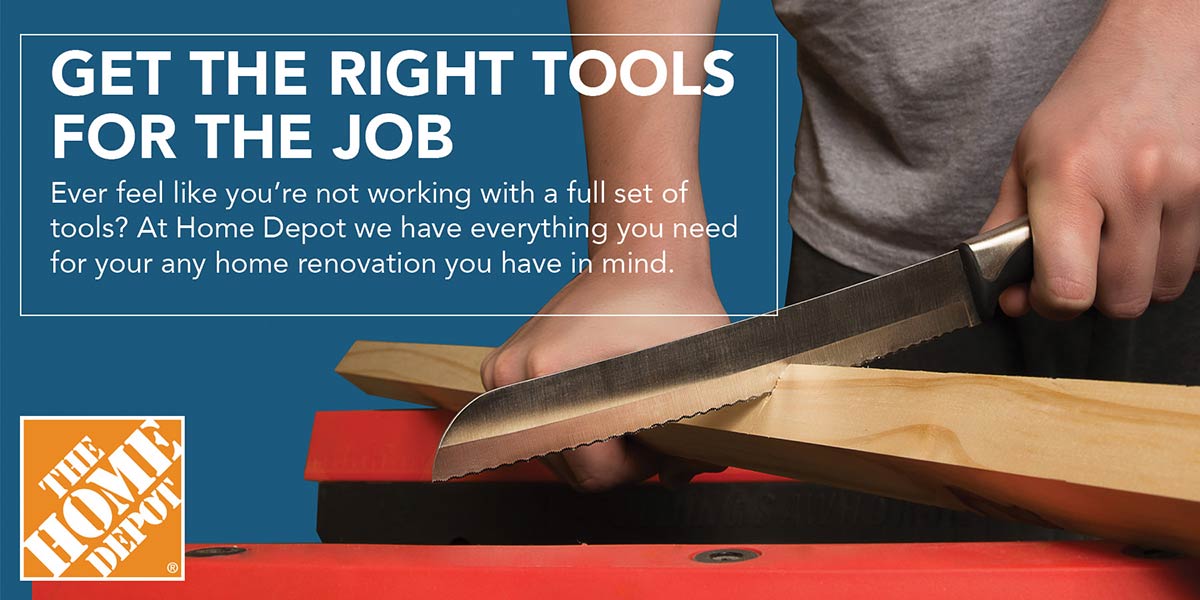 GET THE RIGHT TOOLS
FOR THE JOB
Ever feel like you’re not working with a full set of
tools? At Home Depot we have everything you need
for your any home renovation you have in mind.
THE
HOME
DEPOT
®